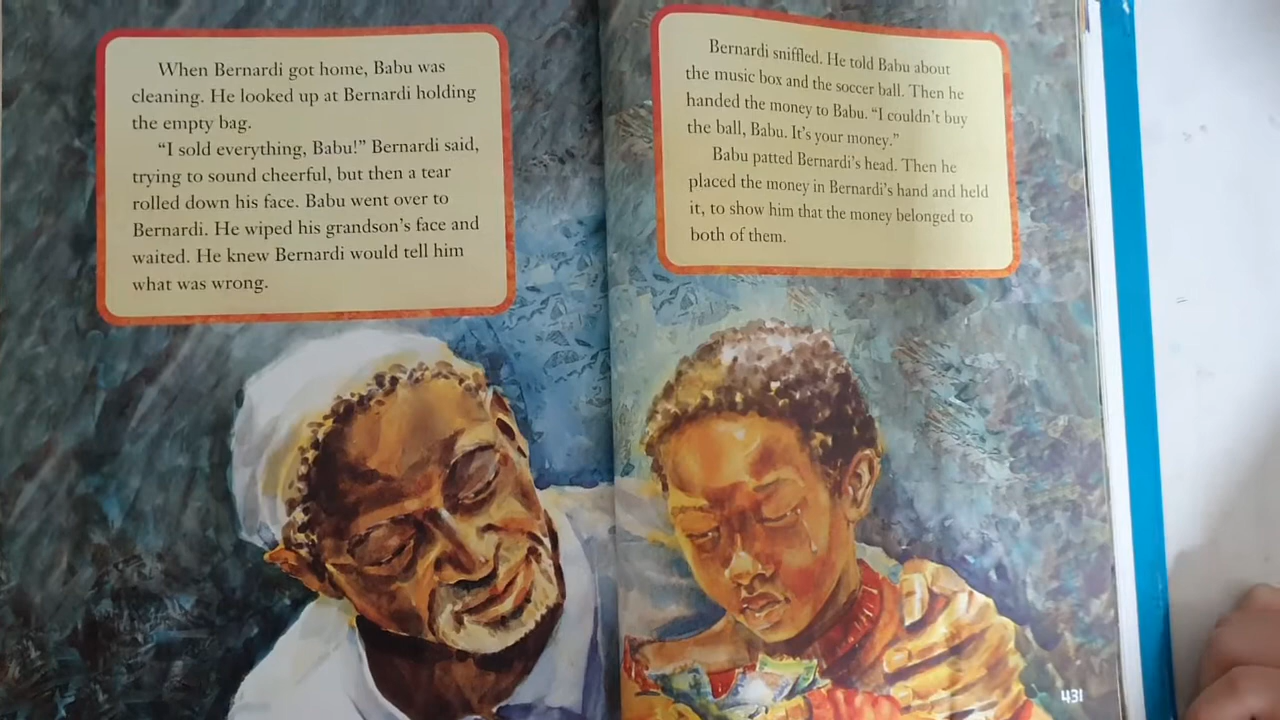 When Bernardi got home, Babu was
cleaning. He looked up at Bernardi holding
the empty bag.
“I sold everything, Babu!” Bernardi said,
trying to sound cheerful, but then a tear
rolled down his face. Babu went over to
Bernardi. He wiped his grandson’s face and
waited. He knew Bernardi would tell him
what was wrong.
Bernardi sniffled. He told Babu about
the music box and the soccer ball. Then he
handed the money to Babu. “I couldn’t buy
the ball, Babu. It’s your money.”
Babu patted Bernardi’s head. Then he
placed the money in Bernardi’s hand and held
it, to show him that the money belonged to
both of them.
431